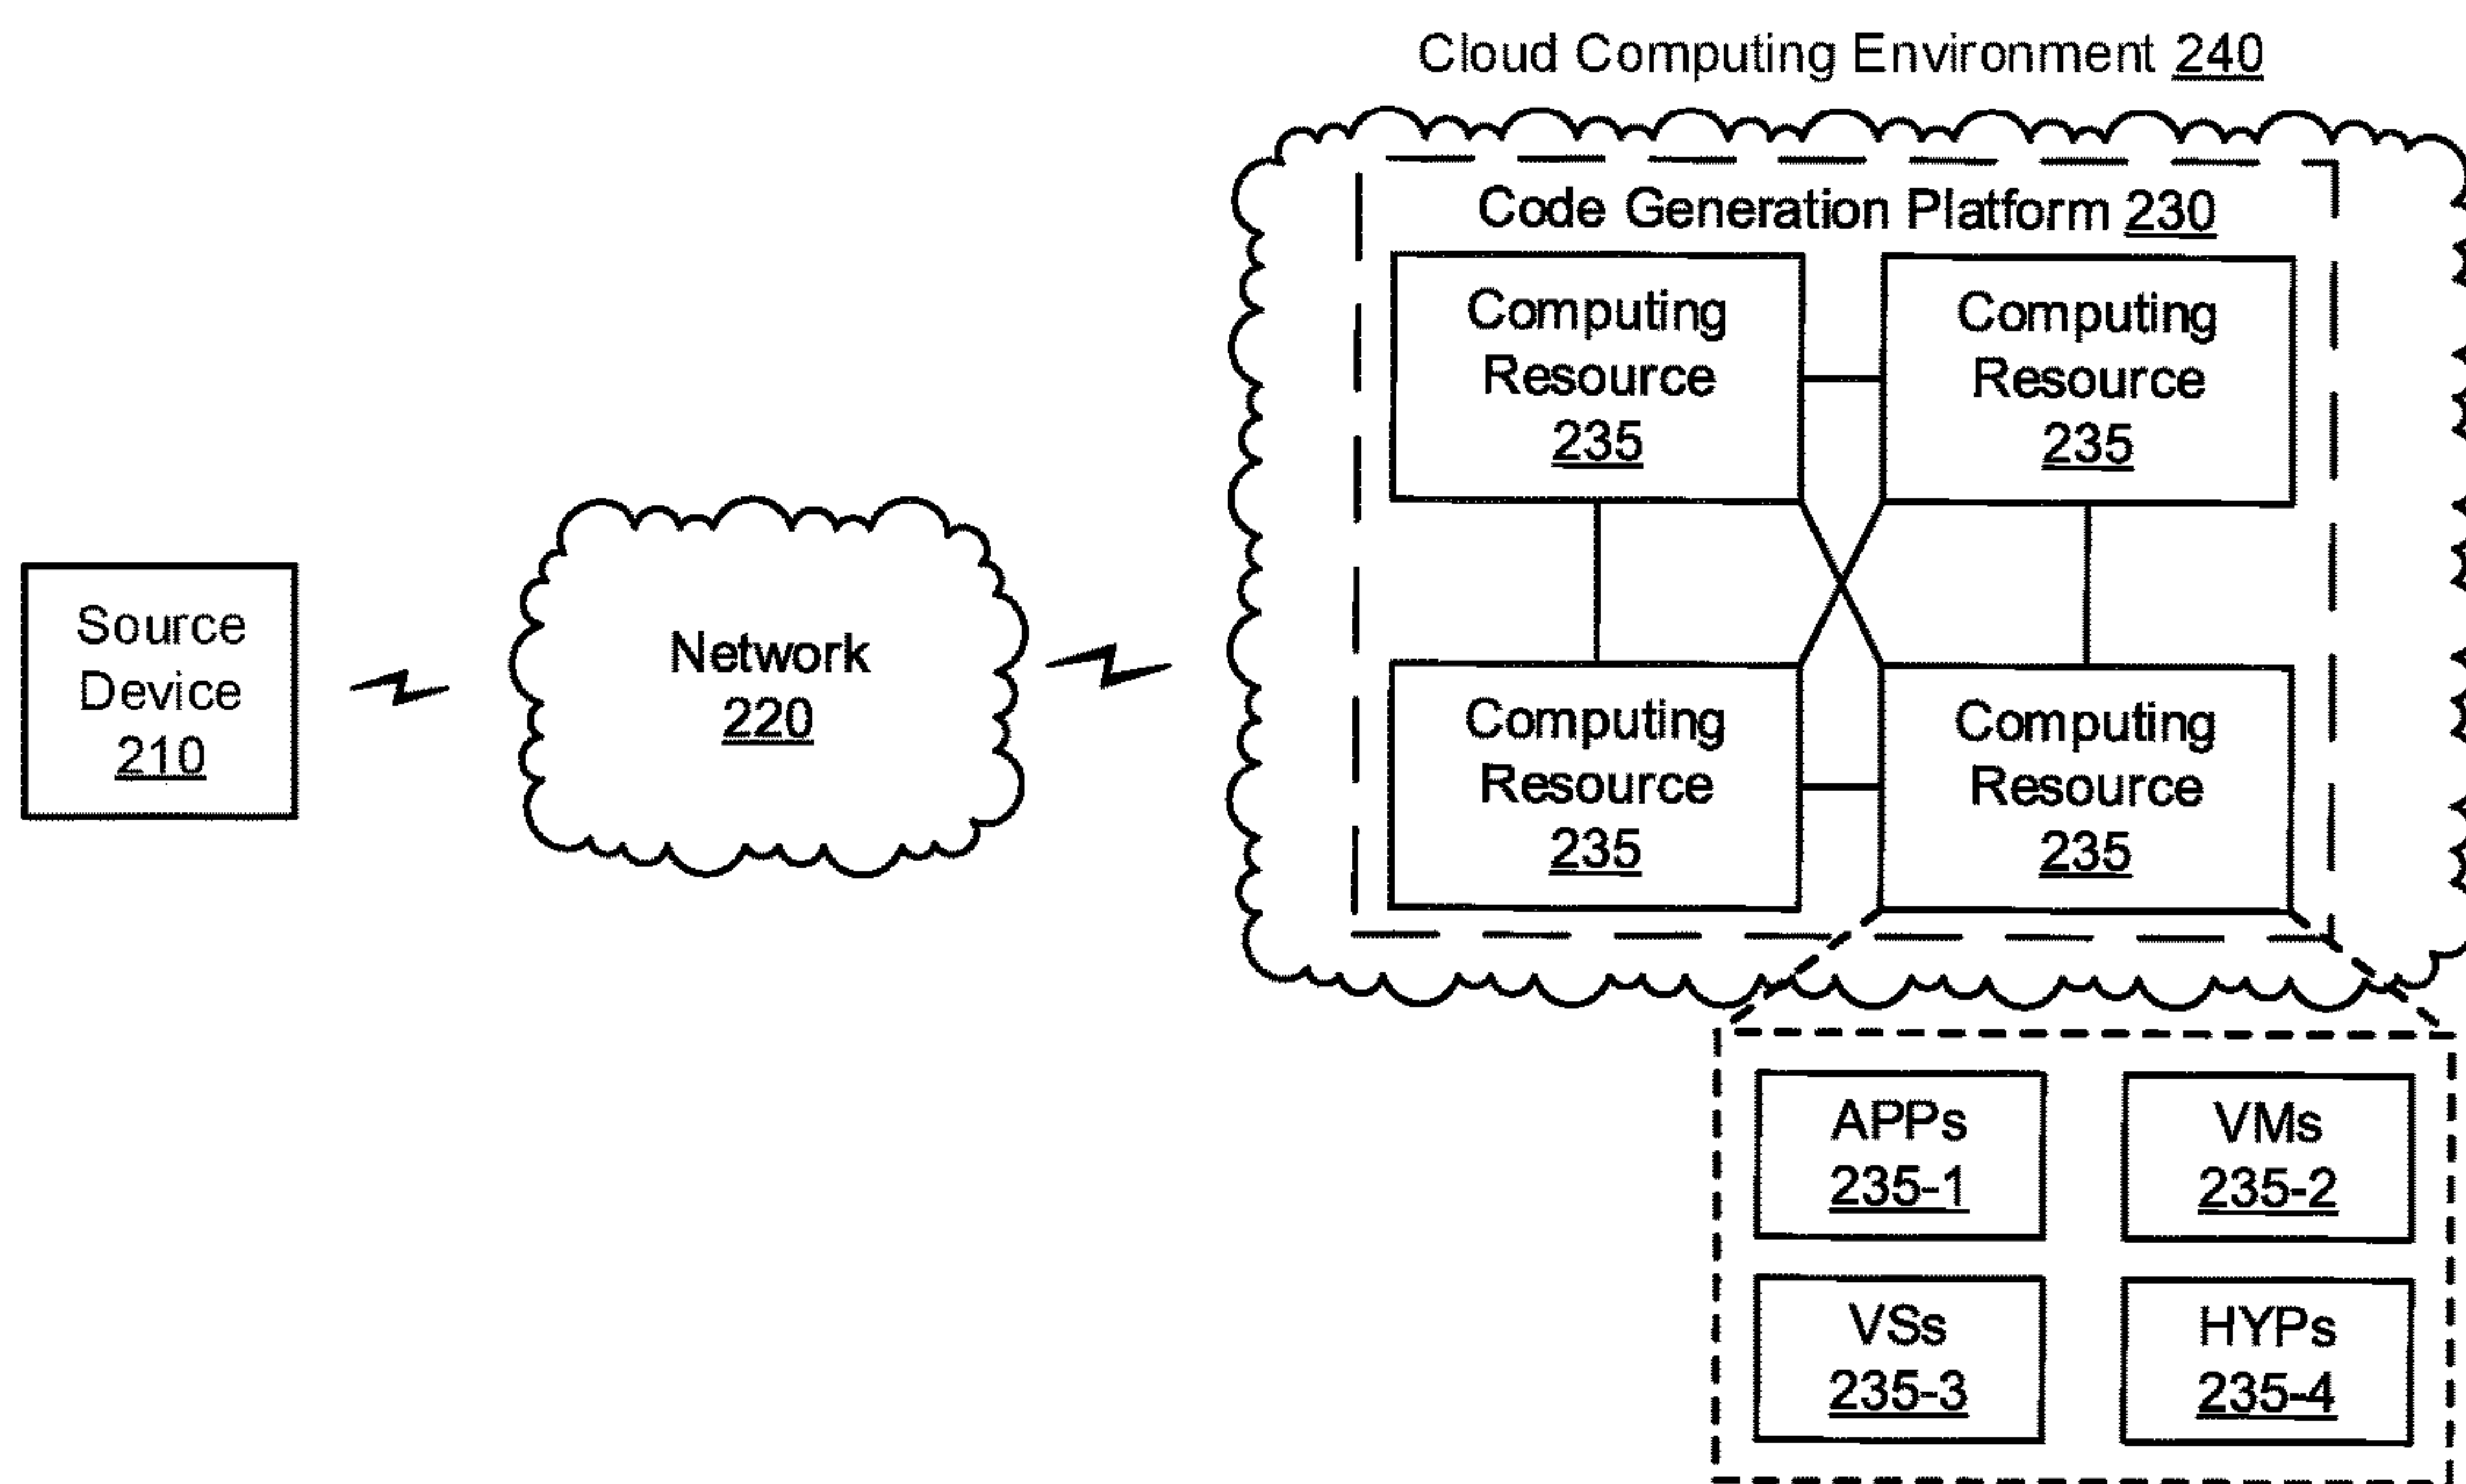 Cloud Computing Environment 240
Code Generation Platform 230
Computing
Resource
235
Computing
Resource
235
Source
Device
210
Network
220
Computing
Resource
235
Computing
Resource
235
APPs
235-1
VMs
235-2
VSs
235-3
HYPs
235-4